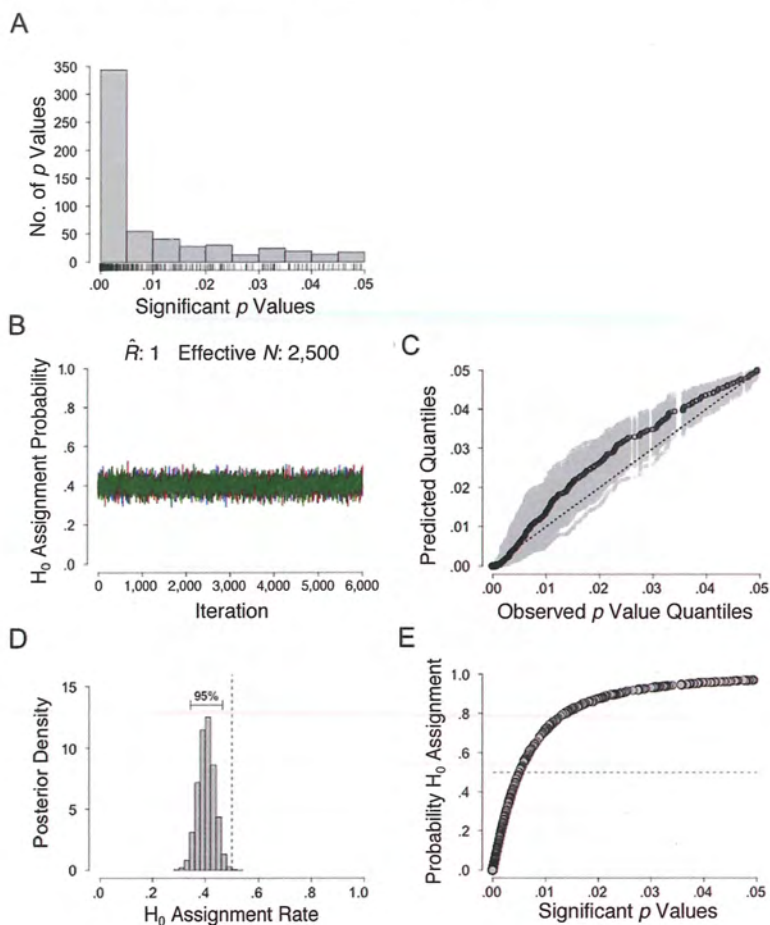 A
No. of p Values
350
300
250
200
150
100
50
0
.00 .01 .02 .03 .04 .05
Significant p Values
B
R̂: 1 Effective N: 2,500
H₀ Assignment Probability
1.0
.8
.6
.4
.2
.0
0 1,000 2,000 3,000 4,000 5,000 6,000
Iteration
C
Predicted Quantiles
.05
.04
.03
.02
.01
.00
.00 .01 .02 .03 .04 .05
Observed p Value Quantiles
D
Posterior Density
15
10
5
0
95%
.0 .2 .4 .6 .8 1.0
H₀ Assignment Rate
E
Probability H₀ Assignment
1.0
.8
.6
.4
.2
.0
.00 .01 .02 .03 .04 .05
Significant p Values